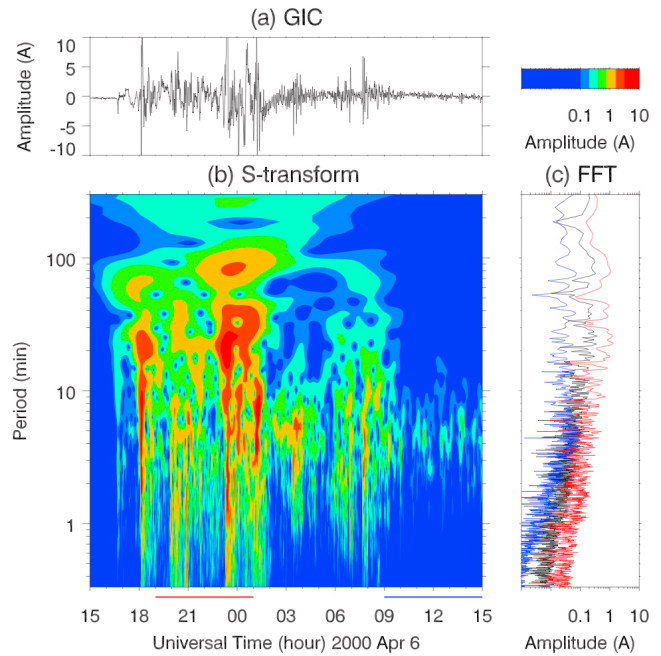 (a) GIC
Amplitude (A)
10
5
0
-5
-10
0.1 1 10
Amplitude (A)
(b) S-transform
(c) FFT
Period (min)
100
10
1
15 18 21 00 03 06 09 12 15
Universal Time (hour) 2000 Apr 6
0.1 1 10
Amplitude (A)